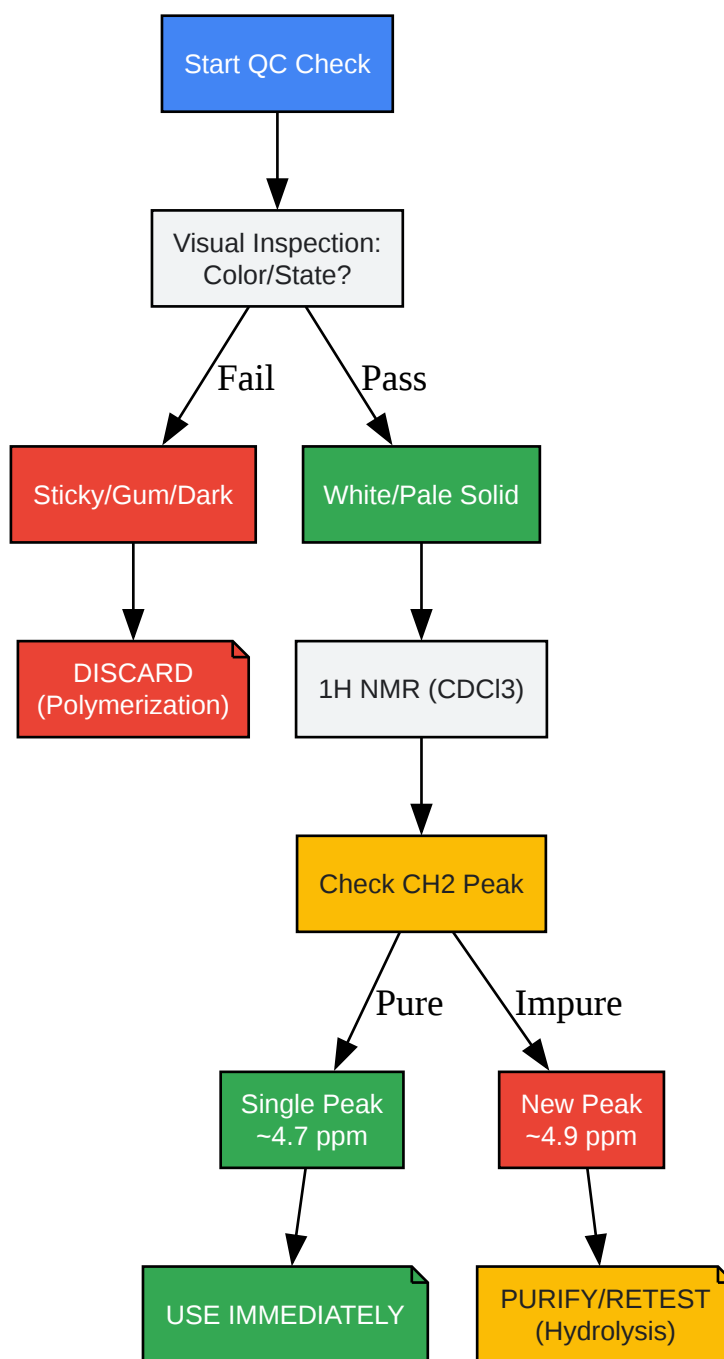 Start QC Check
Visual Inspection:
Color/State?
Fail
Pass
Sticky/Gum/Dark
White/Pale Solid
DISCARD
(Polymerization)
1H NMR (CDCl3)
Check CH2 Peak
Pure
Impure
Single Peak
~4.7 ppm
New Peak
~4.9 ppm
USE IMMEDIATELY
PURIFY/RETEST
(Hydrolysis)